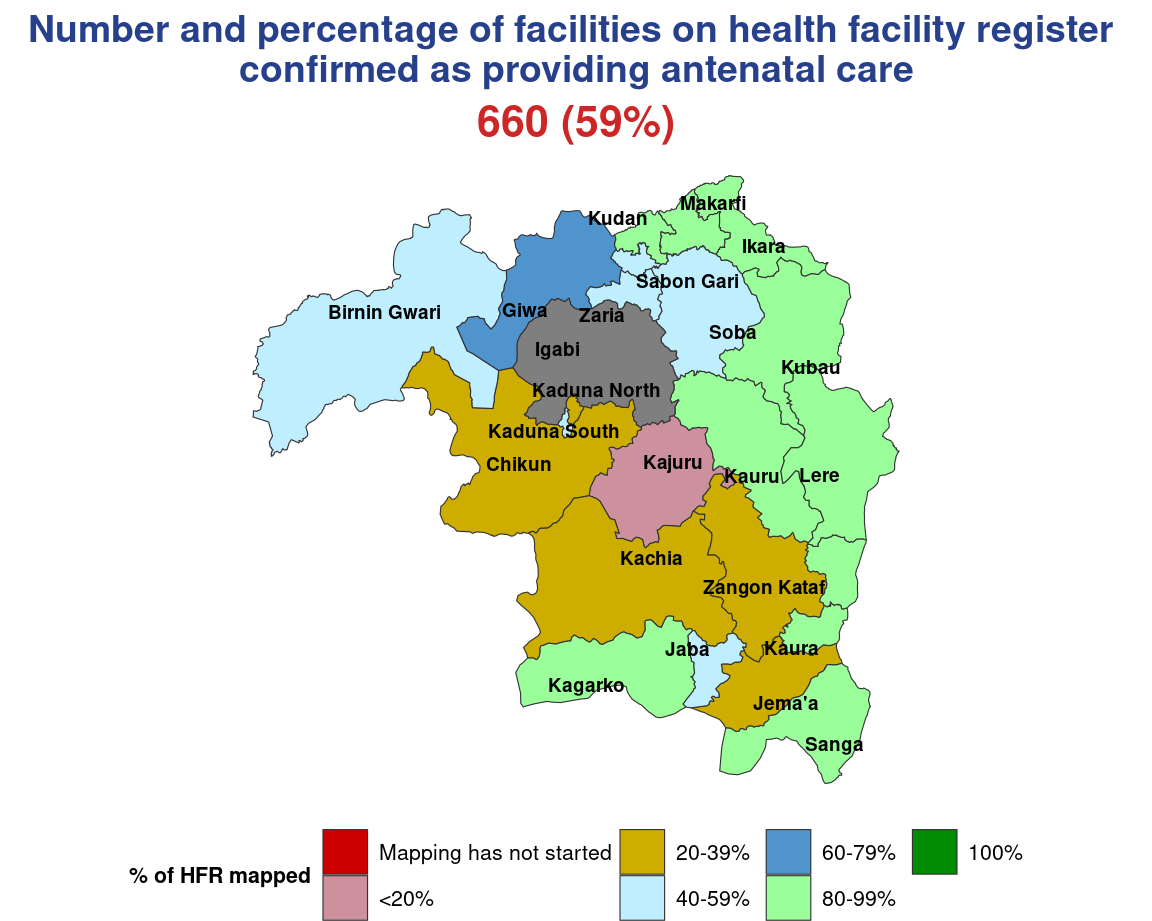 Number and percentage of facilities on health facility register
confirmed as providing antenatal care
660 (59%)
Makarfi
Kudan
Ikara
Sabon Gari
Birnin Gwari
Giwa
Zaria
Soba
Igabi
Kubau
Kaduna North
Kaduna South
Chikun
Kajuru
Kauru
Lere
Kachia
Zangon Kataf
Jaba
Kaura
Kagarko
Jema'a
Sanga
% of HFR mapped
Mapping has not started
<20%
20-39%
40-59%
60-79%
80-99%
100%